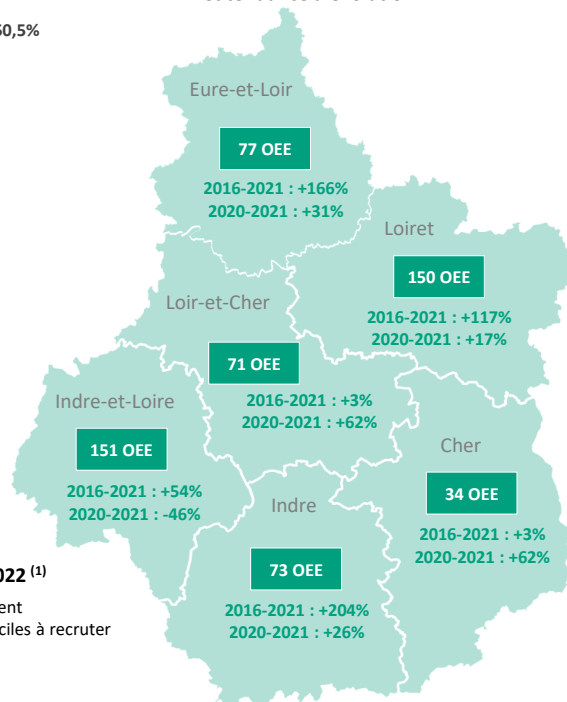 50,5%
Eure-et-Loir
77 OEE
2016-2021 : +166%
2020-2021 : +31%
Loiret
150 OEE
2016-2021 : +117%
2020-2021 : +17%
Loir-et-Cher
71 OEE
2016-2021 : +3%
2020-2021 : +62%
Indre-et-Loire
151 OEE
2016-2021 : +54%
2020-2021 : -46%
Cher
34 OEE
2016-2021 : +3%
2020-2021 : +62%
Indre
73 OEE
2016-2021 : +204%
2020-2021 : +26%
022 (1)
ent
ciles à recruter